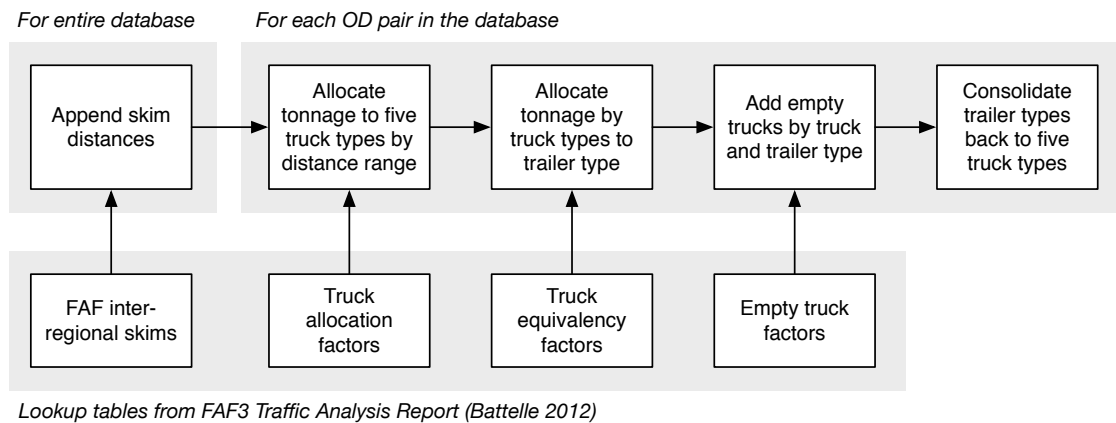 For entire database
For each OD pair in the database
Append skim
distances
Allocate
tonnage to five
truck types by
distance range
Allocate
tonnage by
truck types to
trailer type
Add empty
trucks by truck
and trailer type
Consolidate
trailer types
back to five
truck types
FAF inter-
regional skims
Truck
allocation
factors
Truck
equivalency
factors
Empty truck
factors
Lookup tables from FAF3 Traffic Analysis Report (Battelle 2012)